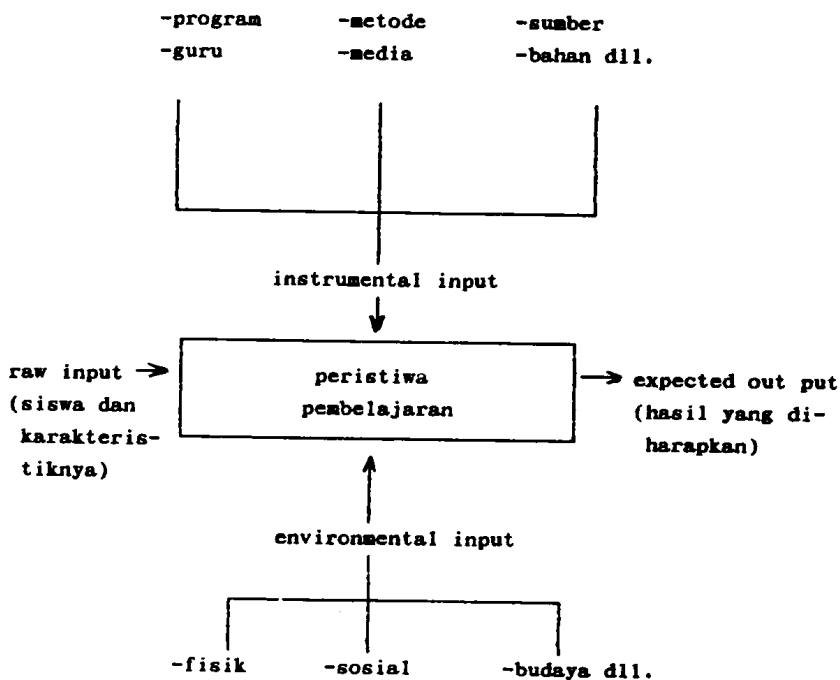 -program -metode -sumber
-guru -media -bahan dll.
instrumental input
raw input
(siswa dan
karakteris-
tiknya)
peristiwa
pembelajaran
expected out put
(hasil yang di-
harapkan)
environmental input
-fisik -sosial -budaya dll.